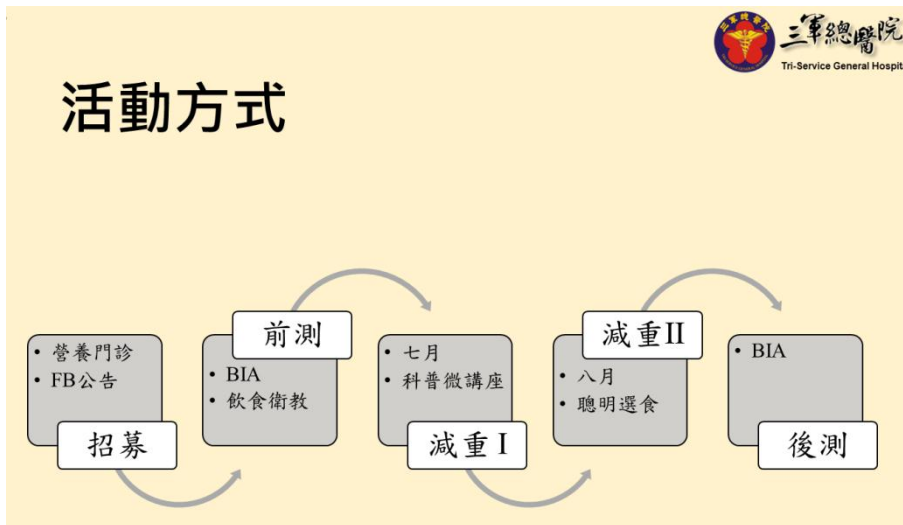 三軍總醫院
Tri-Service General Hospit
活動方式
• 營養門診
• FB公告
招募
前測
• BIA
• 飲食衛教
• 七月
• 科普微講座
減重 I
減重II
• 八月
• 聰明選食
• BIA
後測